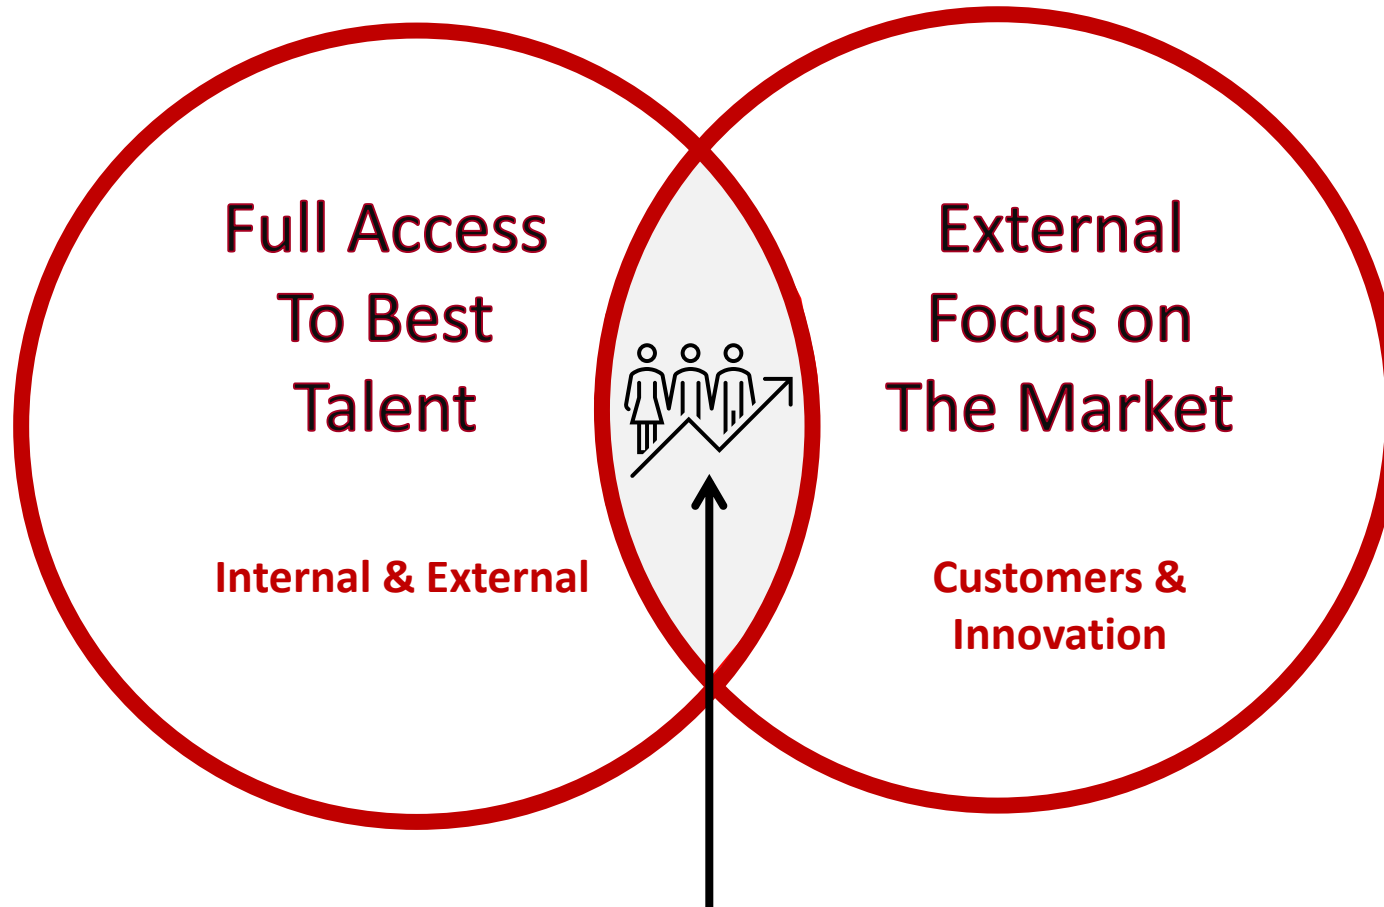 Full Access
To Best
Talent
Internal & External
External
Focus on
The Market
Customers &
Innovation